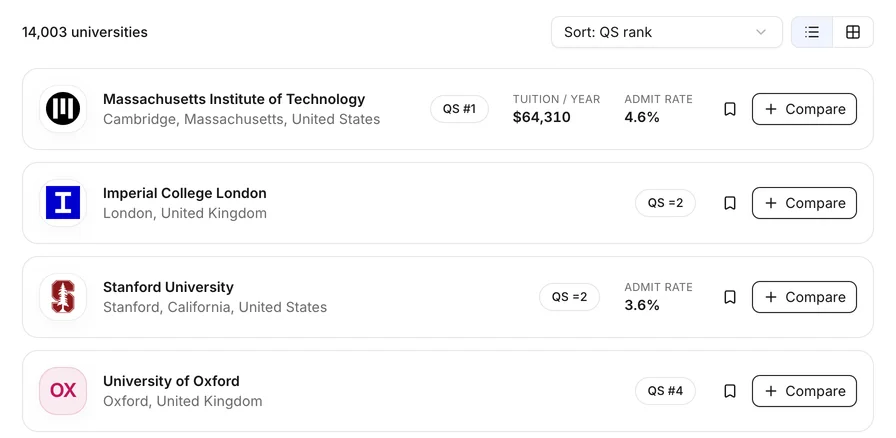 14,003 universities
Sort: QS rank
Massachusetts Institute of Technology
Cambridge, Massachusetts, United States
QS #1
TUITION / YEAR
$64,310
ADMIT RATE
4.6%
Compare
Imperial College London
London, United Kingdom
QS =2
Compare
Stanford University
Stanford, California, United States
QS =2
ADMIT RATE
3.6%
Compare
OX
University of Oxford
Oxford, United Kingdom
QS #4
Compare